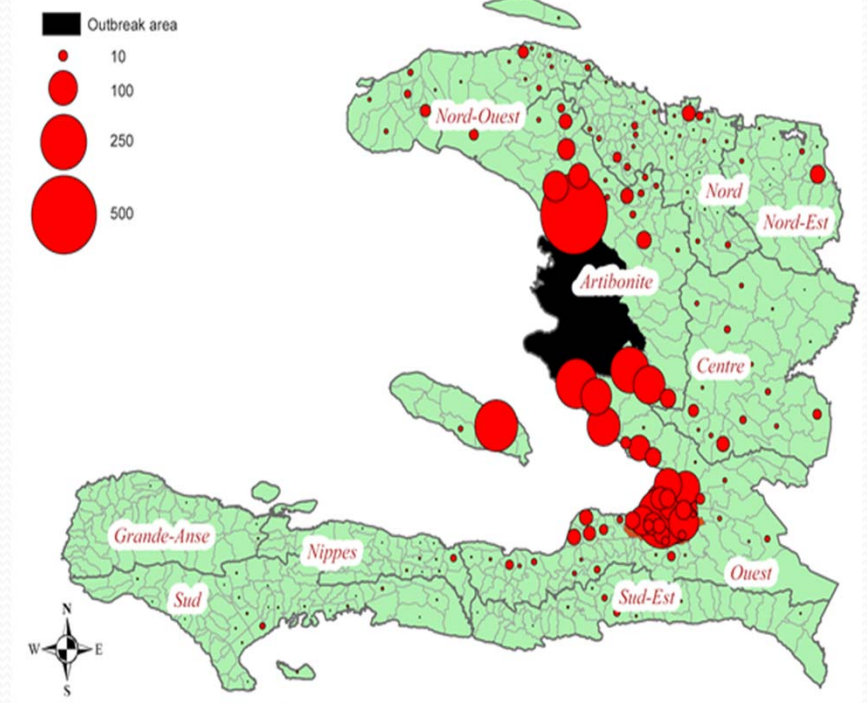 Outbreak area
10
100
250
500
Nord-Ouest
Nord
Nord-Est
Artibonite
Centre
Grande-Anse
Nippes
Ouest
Sud
Sud-Est
N
W E
S